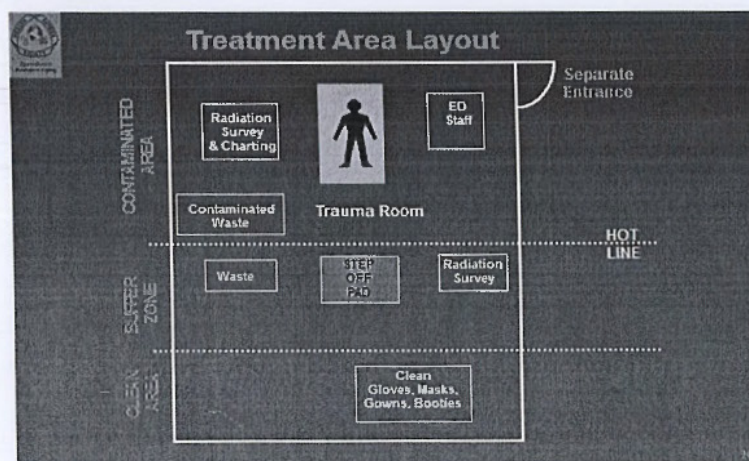 Treatment Area Layout
Separate
Entrance
CONTAMINATED
AREA
Radiation
Survey
& Charting
ED
Staff
Contaminated
Waste
Trauma Room
HOT
LINE
BUFFER
ZONE
Waste
STEP
OFF
PAD
Radiation
Survey
CLEAN
AREA
Clean
Gloves, Masks,
Gowns, Booties